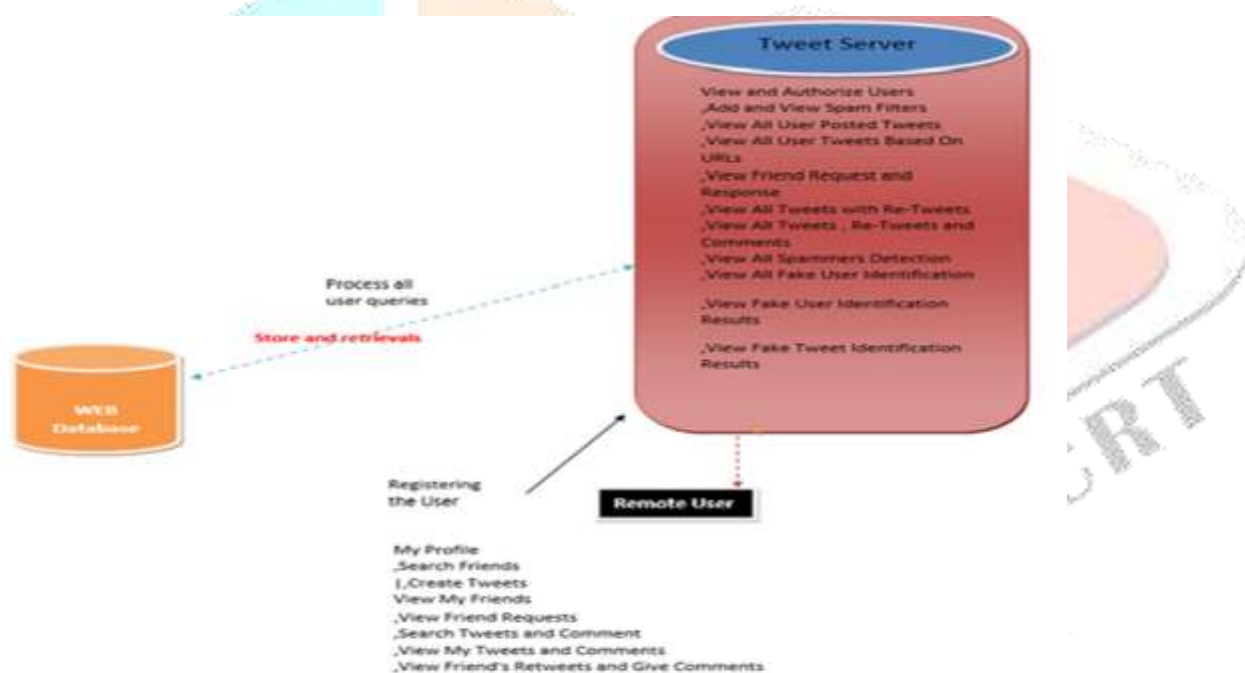 Tweet Server
View and Authorize Users
,Add and View Spam Filters
,View All User Posted Tweets
,View All User Tweets Based On
URLs
,View Friend Request and
Response
,View All Tweets with Re-Tweets
,View All Tweets , Re-Tweets and
Comments
,View All Spammers Detection
,View All Fake User Identification
,View Fake User Identification
Results
,View Fake Tweet Identification
Results
Process all
user queries
Store and retrievals
WEB
Database
Registering
the User
Remote User
My Profile
,Search Friends
|,Create Tweets
View My Friends
,View Friend Requests
,Search Tweets and Comment
,View My Tweets and Comments
,View Friend's Retweets and Give Comments